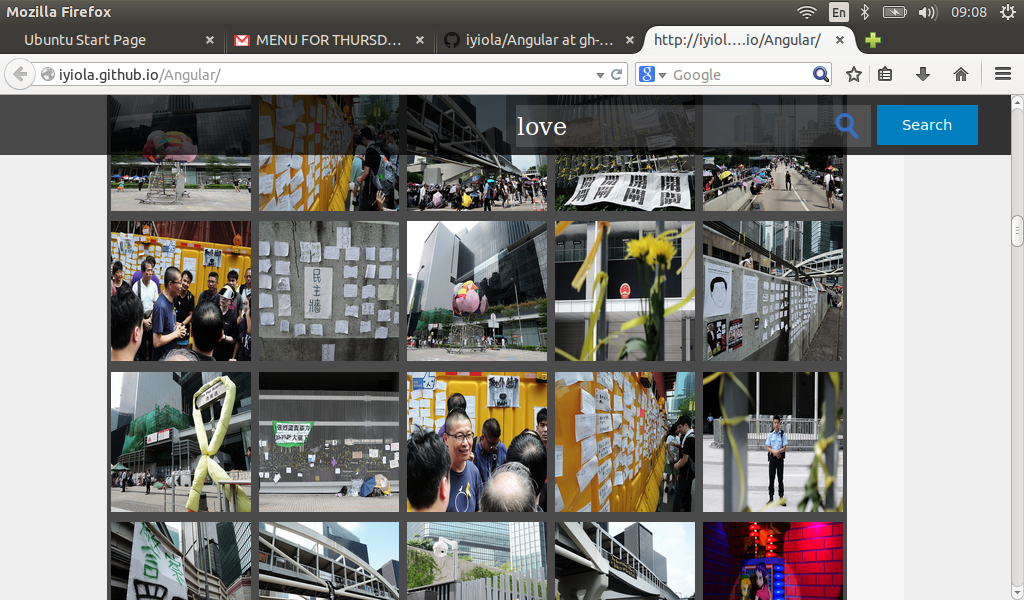 Mozilla Firefox
En
09:08
Ubuntu Start Page
MENU FOR THURSD...
iyiola/Angular at gh-...
http://iyiol....io/Angular/
iyiola.github.io/Angular/
Google
love
Search
民主牆